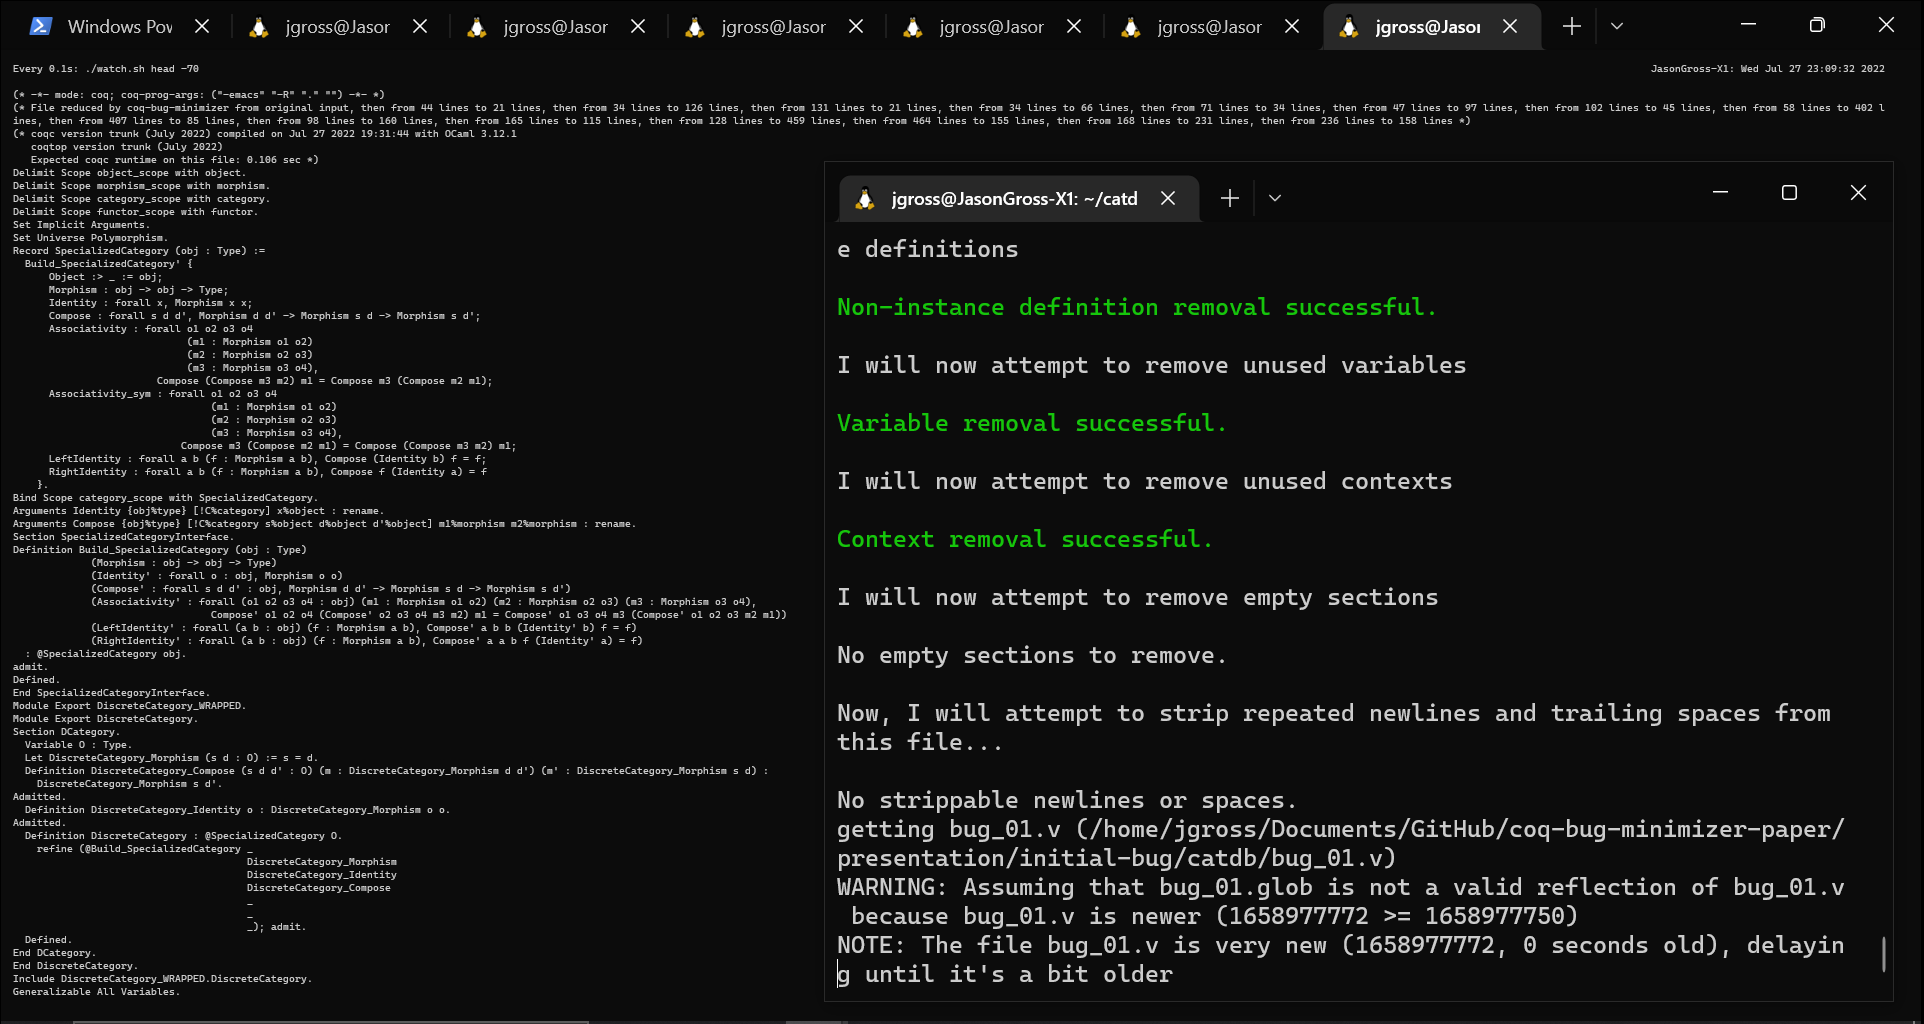 Windows Pov
jgross@Jasor
jgross@Jasor
jgross@Jasor
jgross@Jasor
jgross@Jasor
jgross@Jasor
Every 0.1s: ./watch.sh head -70
JasonGross-X1: Wed Jul 27 23:09:32 2022
(* -*- mode: coq; coq-prog-args: ("-emacs" "-R" "." "") -*- *)
(* File reduced by coq-bug-minimizer from original input, then from 44 lines to 21 lines, then from 34 lines to 126 lines, then from 131 lines to 21 lines, then from 34 lines to 66 lines, then from 71 lines to 34 lines, then from 47 lines to 97 lines, then from 102 lines to 45 lines, then from 58 lines to 402 l
ines, then from 407 lines to 85 lines, then from 98 lines to 160 lines, then from 165 lines to 115 lines, then from 128 lines to 459 lines, then from 464 lines to 155 lines, then from 168 lines to 231 lines, then from 236 lines to 158 lines *)
(* coqc version trunk (July 2022) compiled on Jul 27 2022 19:31:44 with OCaml 3.12.1
   coqtop version trunk (July 2022)
   Expected coqc runtime on this file: 0.106 sec *)
Delimit Scope object_scope with object.
Delimit Scope morphism_scope with morphism.
Delimit Scope category_scope with category.
Delimit Scope functor_scope with functor.
Set Implicit Arguments.
Set Universe Polymorphism.
Record SpecializedCategory (obj : Type) :=
  Build_SpecializedCategory' {
      Object :> _ := obj;
      Morphism : obj -> obj -> Type;
      Identity : forall x, Morphism x x;
      Compose : forall s d d', Morphism d d' -> Morphism s d -> Morphism s d';
      Associativity : forall o1 o2 o3 o4
                             (m1 : Morphism o1 o2)
                             (m2 : Morphism o2 o3)
                             (m3 : Morphism o3 o4),
                        Compose (Compose m3 m2) m1 = Compose m3 (Compose m2 m1);
      Associativity_sym : forall o1 o2 o3 o4
                                 (m1 : Morphism o1 o2)
                                 (m2 : Morphism o2 o3)
                                 (m3 : Morphism o3 o4),
                            Compose m3 (Compose m2 m1) = Compose (Compose m3 m2) m1;
      LeftIdentity : forall a b (f : Morphism a b), Compose (Identity b) f = f;
      RightIdentity : forall a b (f : Morphism a b), Compose f (Identity a) = f
    }.
Bind Scope category_scope with SpecializedCategory.
Arguments Identity {obj%type} [!C%category] x%object : rename.
Arguments Compose {obj%type} [!C%category s%object d%object d'%object] m1%morphism m2%morphism : rename.
Section SpecializedCategoryInterface.
Definition Build_SpecializedCategory (obj : Type)
             (Morphism : obj -> obj -> Type)
             (Identity' : forall o : obj, Morphism o o)
             (Compose' : forall s d d' : obj, Morphism d d' -> Morphism s d -> Morphism s d')
             (Associativity' : forall (o1 o2 o3 o4 : obj) (m1 : Morphism o1 o2) (m2 : Morphism o2 o3) (m3 : Morphism o3 o4),
                                 Compose' o1 o2 o4 (Compose' o2 o3 o4 m3 m2) m1 = Compose' o1 o3 o4 m3 (Compose' o1 o2 o3 m2 m1))
             (LeftIdentity' : forall (a b : obj) (f : Morphism a b), Compose' a b b (Identity' b) f = f)
             (RightIdentity' : forall (a b : obj) (f : Morphism a b), Compose' a a b f (Identity' a) = f)
  : @SpecializedCategory obj.
admit.
Defined.
End SpecializedCategoryInterface.
Module Export DiscreteCategory_WRAPPED.
Module Export DiscreteCategory.
Section DCategory.
  Variable O : Type.
  Let DiscreteCategory_Morphism (s d : O) := s = d.
  Definition DiscreteCategory_Compose (s d d' : O) (m : DiscreteCategory_Morphism d d') (m' : DiscreteCategory_Morphism s d) :
    DiscreteCategory_Morphism s d'.
Admitted.
  Definition DiscreteCategory_Identity o : DiscreteCategory_Morphism o o.
Admitted.
  Definition DiscreteCategory : @SpecializedCategory O.
    refine (@Build_SpecializedCategory _
                                       DiscreteCategory_Morphism
                                       DiscreteCategory_Identity
                                       DiscreteCategory_Compose
                                       _
                                       _
                                       _); admit.
  Defined.
End DCategory.
End DiscreteCategory.
Include DiscreteCategory_WRAPPED.DiscreteCategory.
Generalizable All Variables.
jgross@JasonGross-X1: ~/catd
e definitions
Non-instance definition removal successful.
I will now attempt to remove unused variables
Variable removal successful.
I will now attempt to remove unused contexts
Context removal successful.
I will now attempt to remove empty sections
No empty sections to remove.
Now, I will attempt to strip repeated newlines and trailing spaces from
this file...
No strippable newlines or spaces.
getting bug_01.v (/home/jgross/Documents/GitHub/coq-bug-minimizer-paper/
presentation/initial-bug/catdb/bug_01.v)
WARNING: Assuming that bug_01.glob is not a valid reflection of bug_01.v
 because bug_01.v is newer (1658977772 >= 1658977750)
NOTE: The file bug_01.v is very new (1658977772, 0 seconds old), delayin
g until it's a bit older